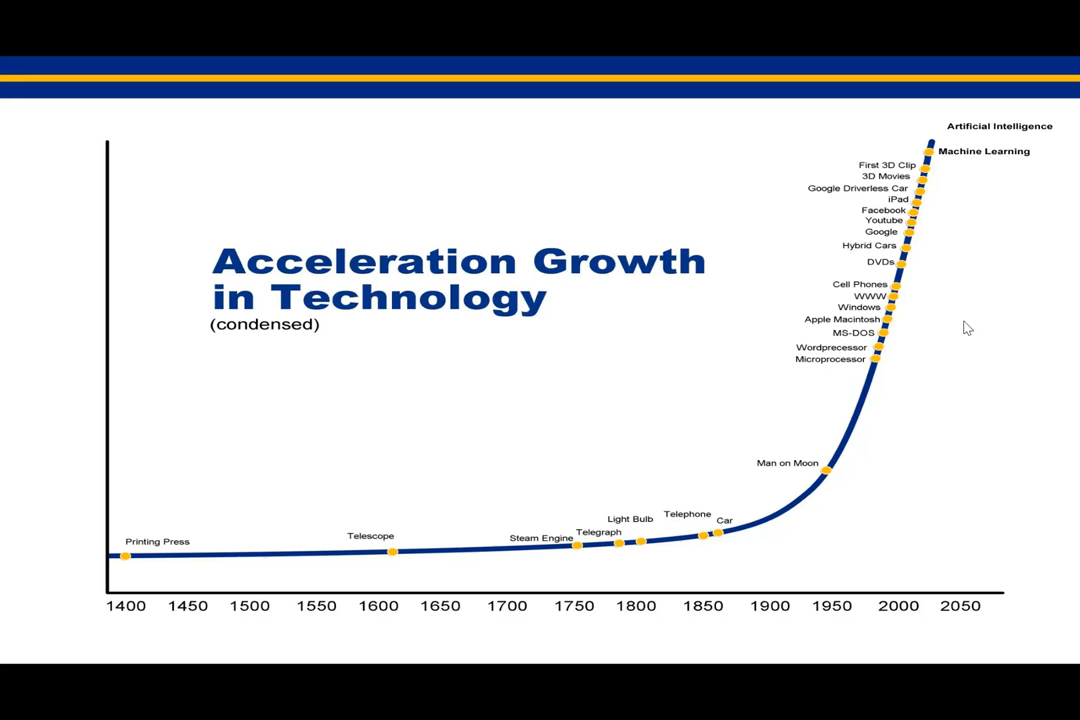 Artificial Intelligence
Machine Learning
First 3D Clip
3D Movies
Google Driverless Car
iPad
Facebook
Youtube
Google
Hybrid Cars
DVDs
Cell Phones
WWW
Windows
Apple Macintosh
MS-DOS
Wordprecessor
Microprocessor
Acceleration Growth
in Technology
(condensed)
Man on Moon
Telephone
Light Bulb
Car
Telegraph
Telescope
Steam Engine
Printing Press
1400 1450 1500 1550 1600 1650 1700 1750 1800 1850 1900 1950 2000 2050